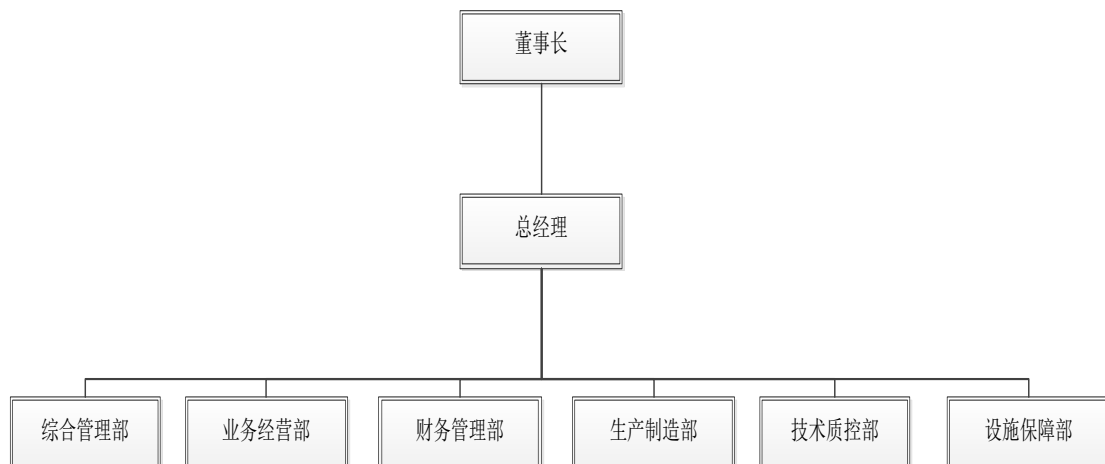 董事长
总经理
综合管理部
业务经营部
财务管理部
生产制造部
技术质控部
设施保障部